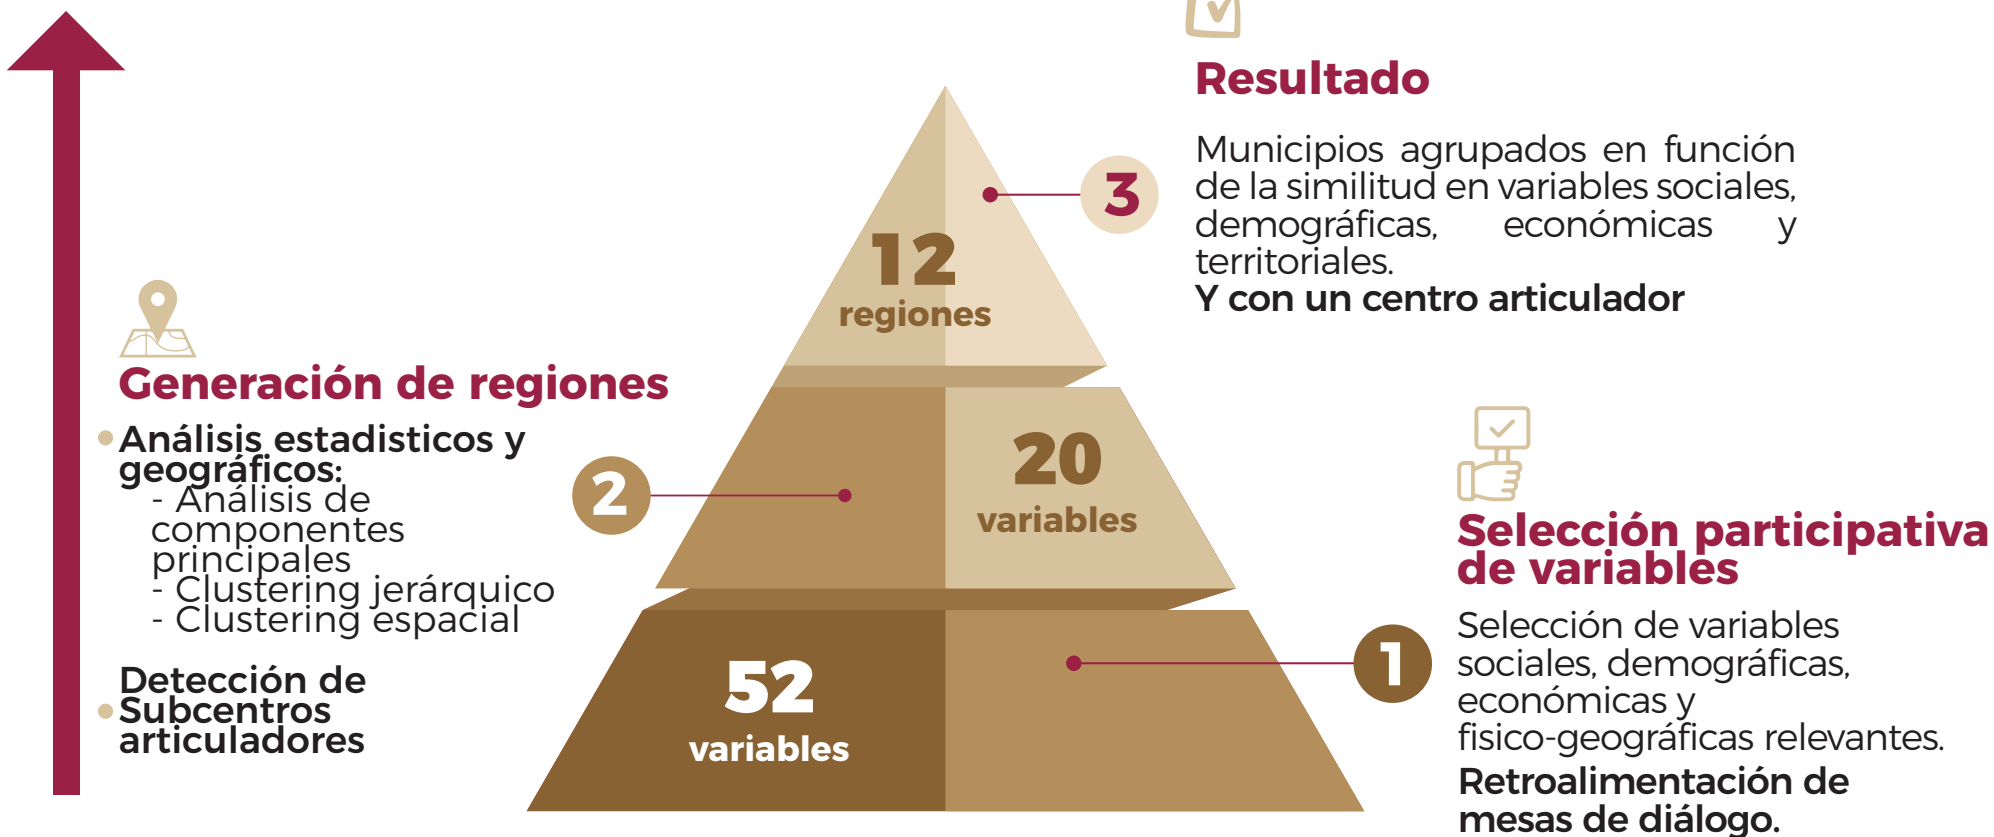 Resultado
Municipios agrupados en función
de la similitud en variables sociales,
demográficas, económicas y
territoriales.
Y con un centro articulador
3
12
regiones
Generación de regiones
Análisis estadisticos y
geográficos:
- Análisis de
componentes
principales
- Clustering jerárquico
- Clustering espacial
Detección de
Subcentros
articuladores
2
20
variables
Selección participativa
de variables
Selección de variables
sociales, demográficas,
económicas y
fisico-geográficas relevantes.
Retroalimentación de
mesas de diálogo.
1
52
variables